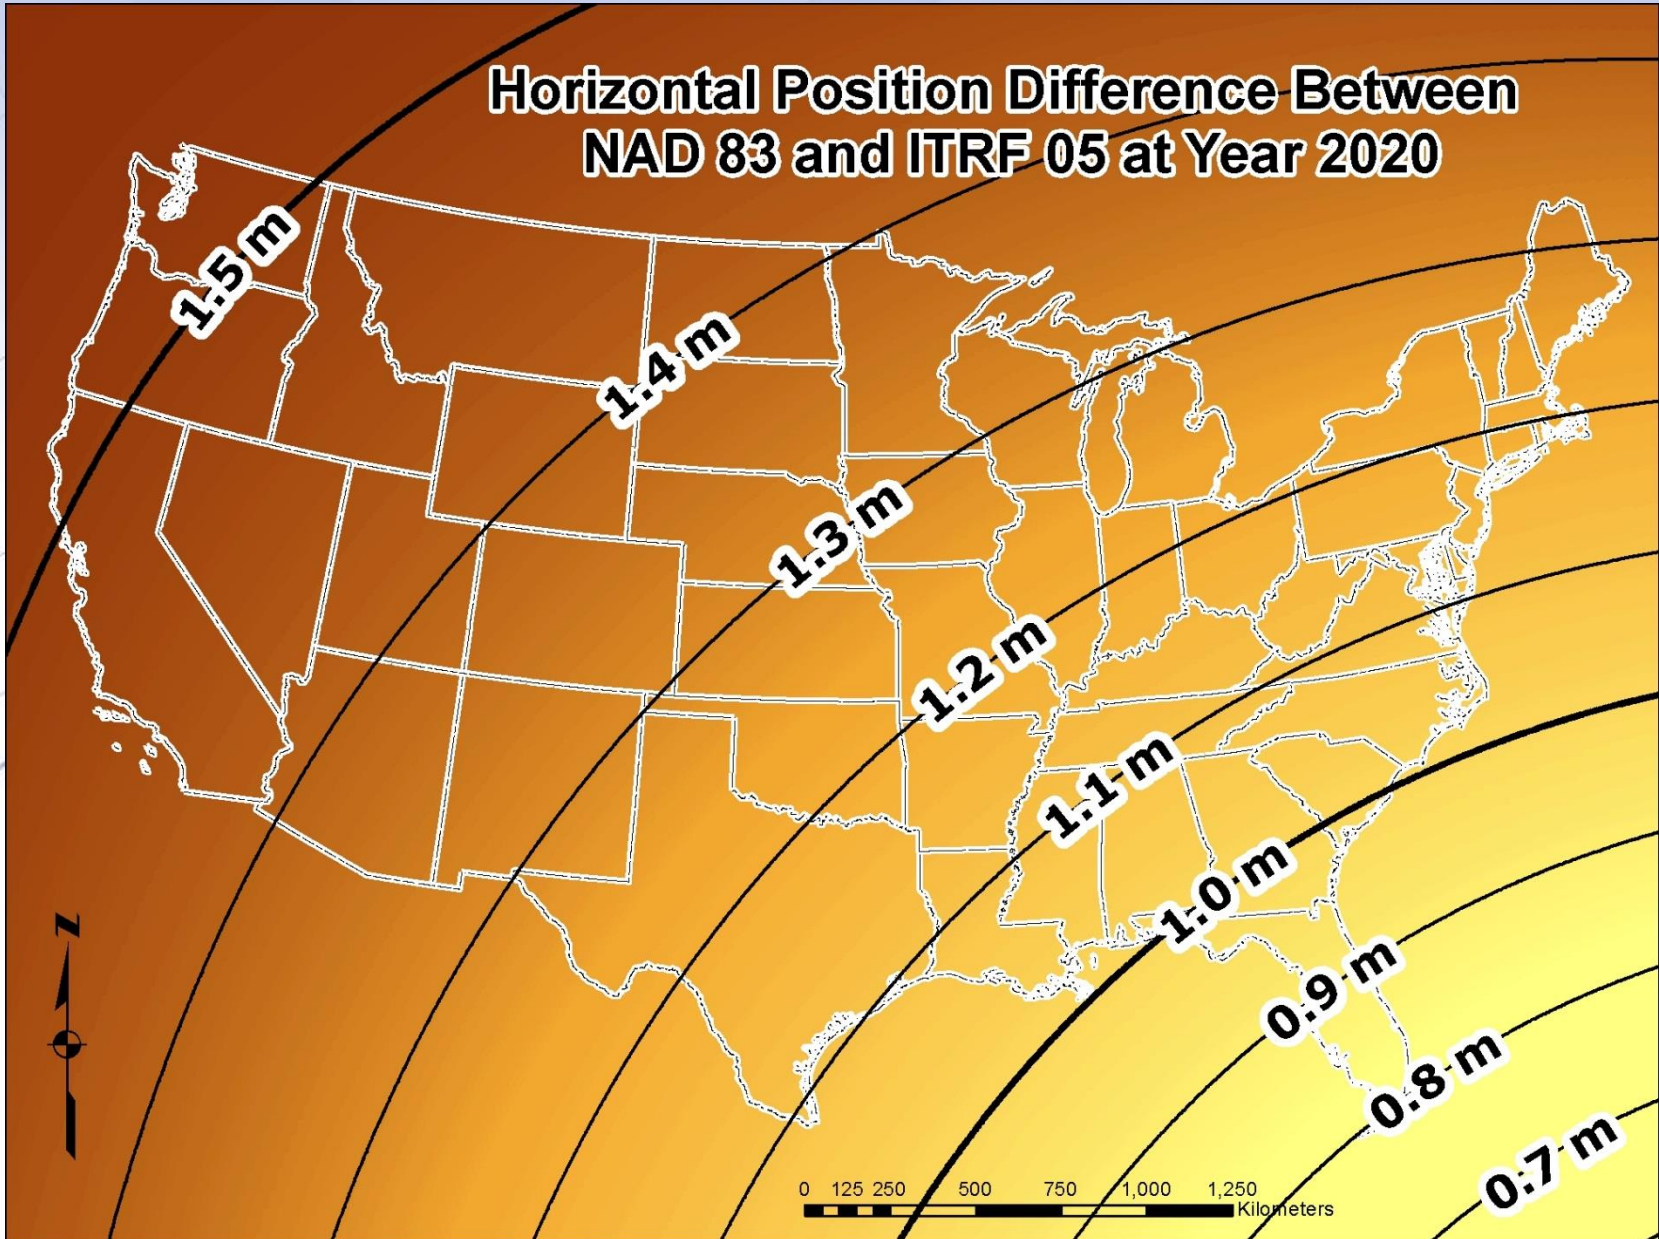 Horizontal Position Difference Between
NAD 83 and ITRF 05 at Year 2020
1.5 m
1.4 m
1.3 m
1.2 m
1.1 m
1.0 m
0.9 m
0.8 m
0.7 m
N
0 125 250 500 750 1,000 1,250
Kilometers